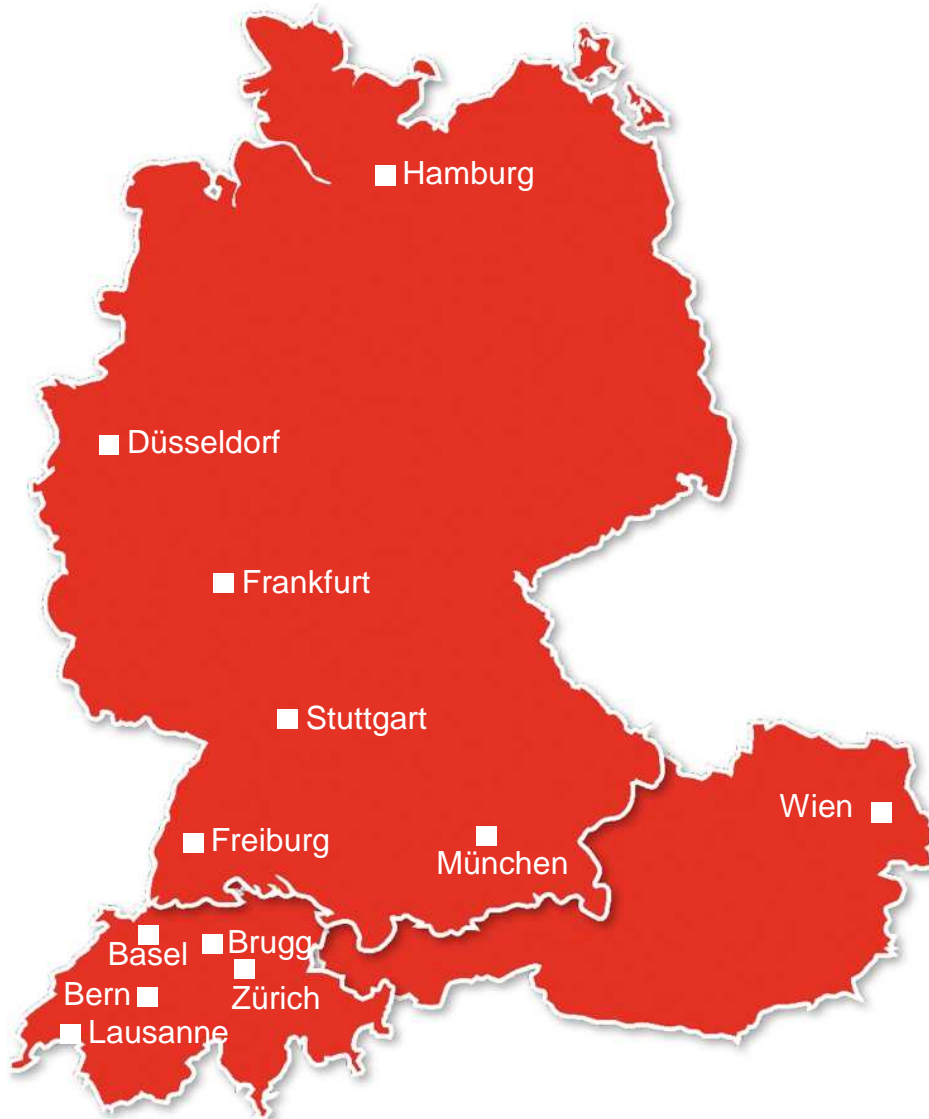 Hamburg
Düsseldorf
Frankfurt
Stuttgart
Wien
Freiburg
München
Basel
Brugg
Bern
Zürich
Lausanne